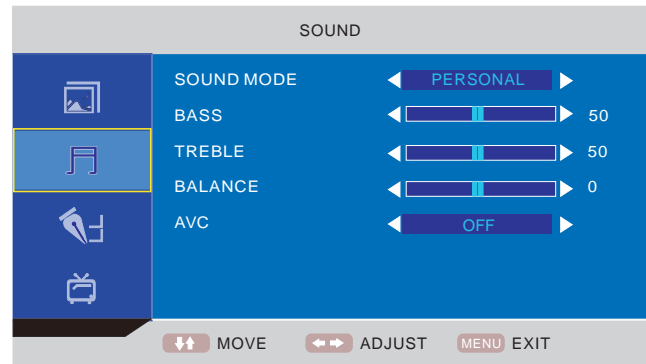 SOUND
SOUND MODE PERSONAL
BASS 50
TREBLE 50
BALANCE 0
AVC OFF
MOVE ADJUST MENU EXIT